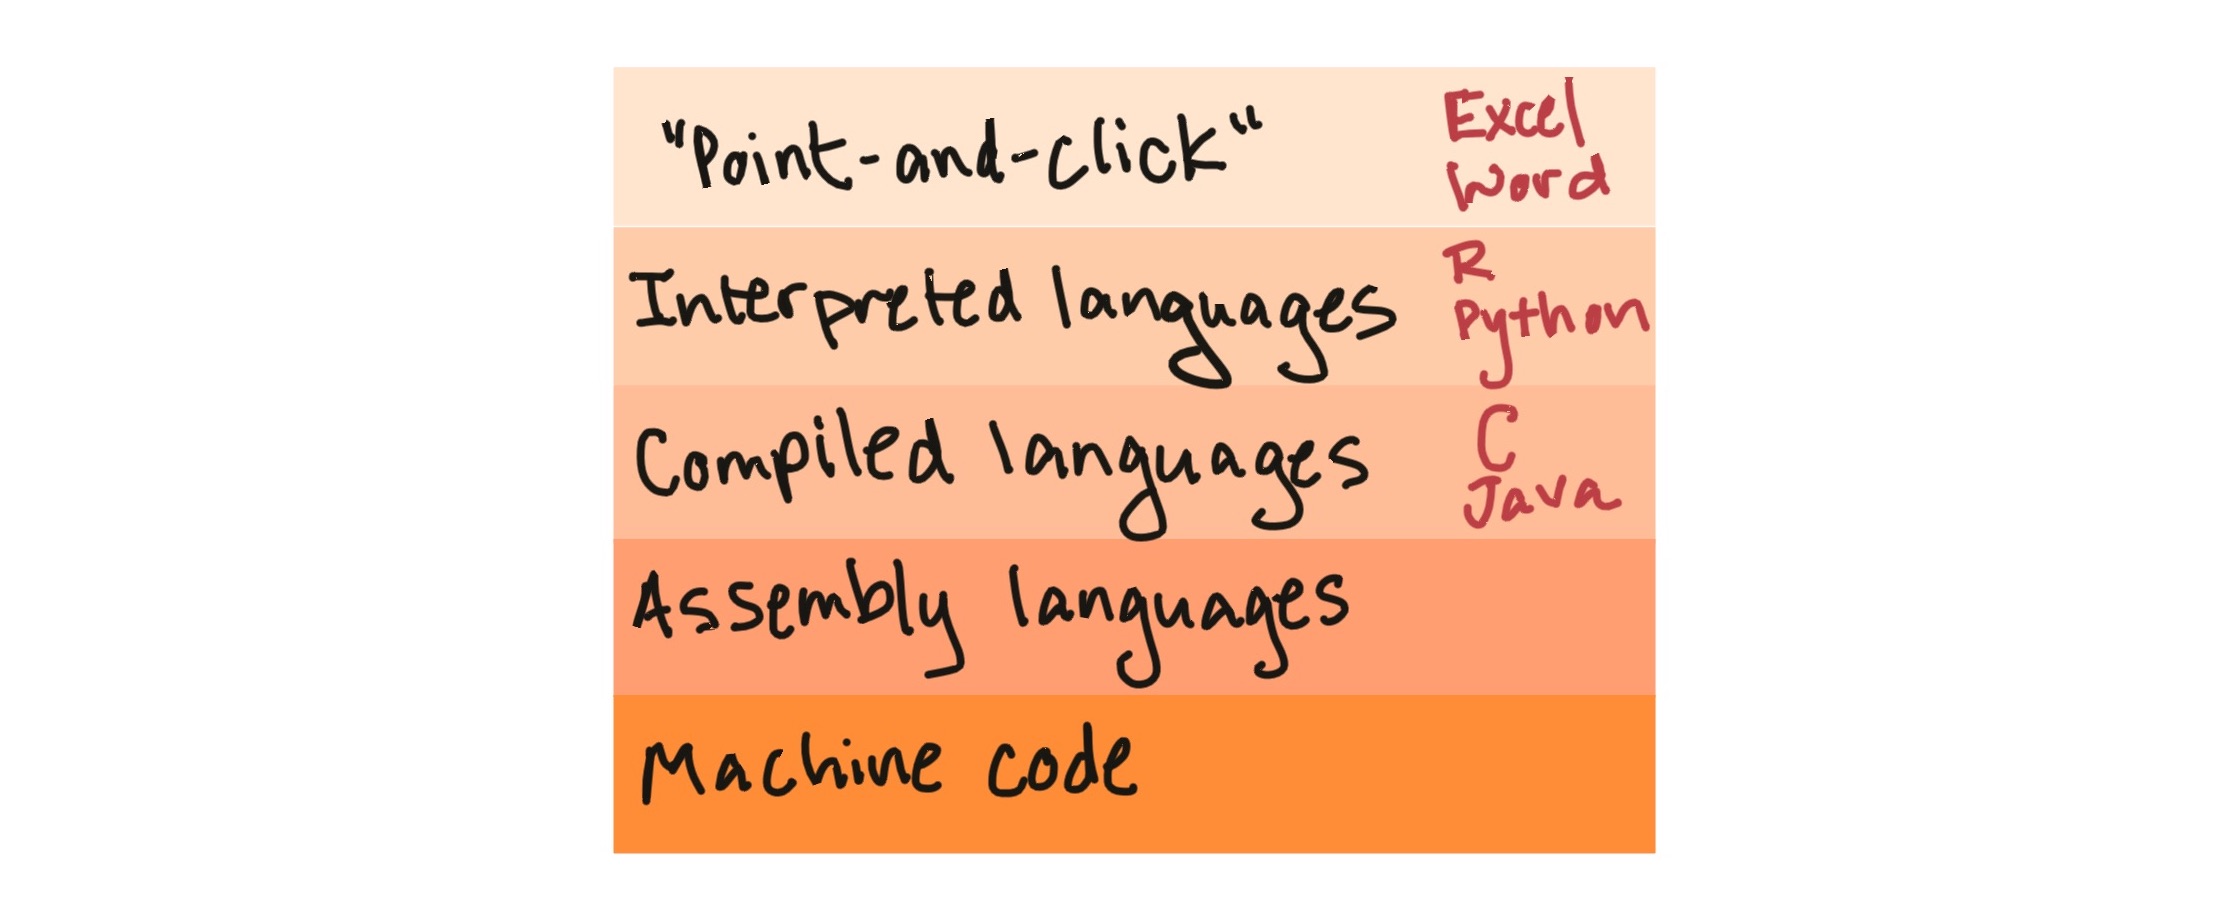 "Point-and-click"
Excel
Word
Interpreted languages
R
Python
Compiled languages
C
Java
Assembly languages
Machine code